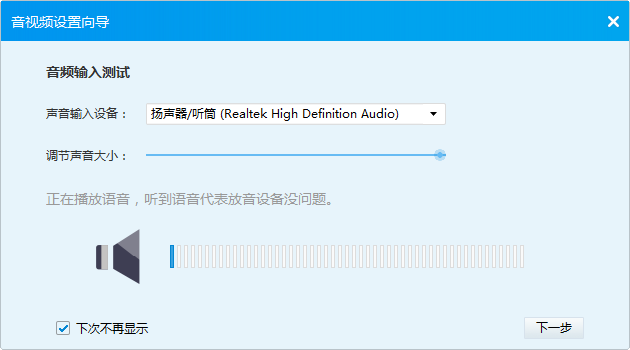 音视频设置向导
音频输入测试
声音输入设备：
扬声器/听筒 (Realtek High Definition Audio)
调节声音大小：
正在播放语音，听到语音代表放音设备没问题。
下次不再显示
下一步